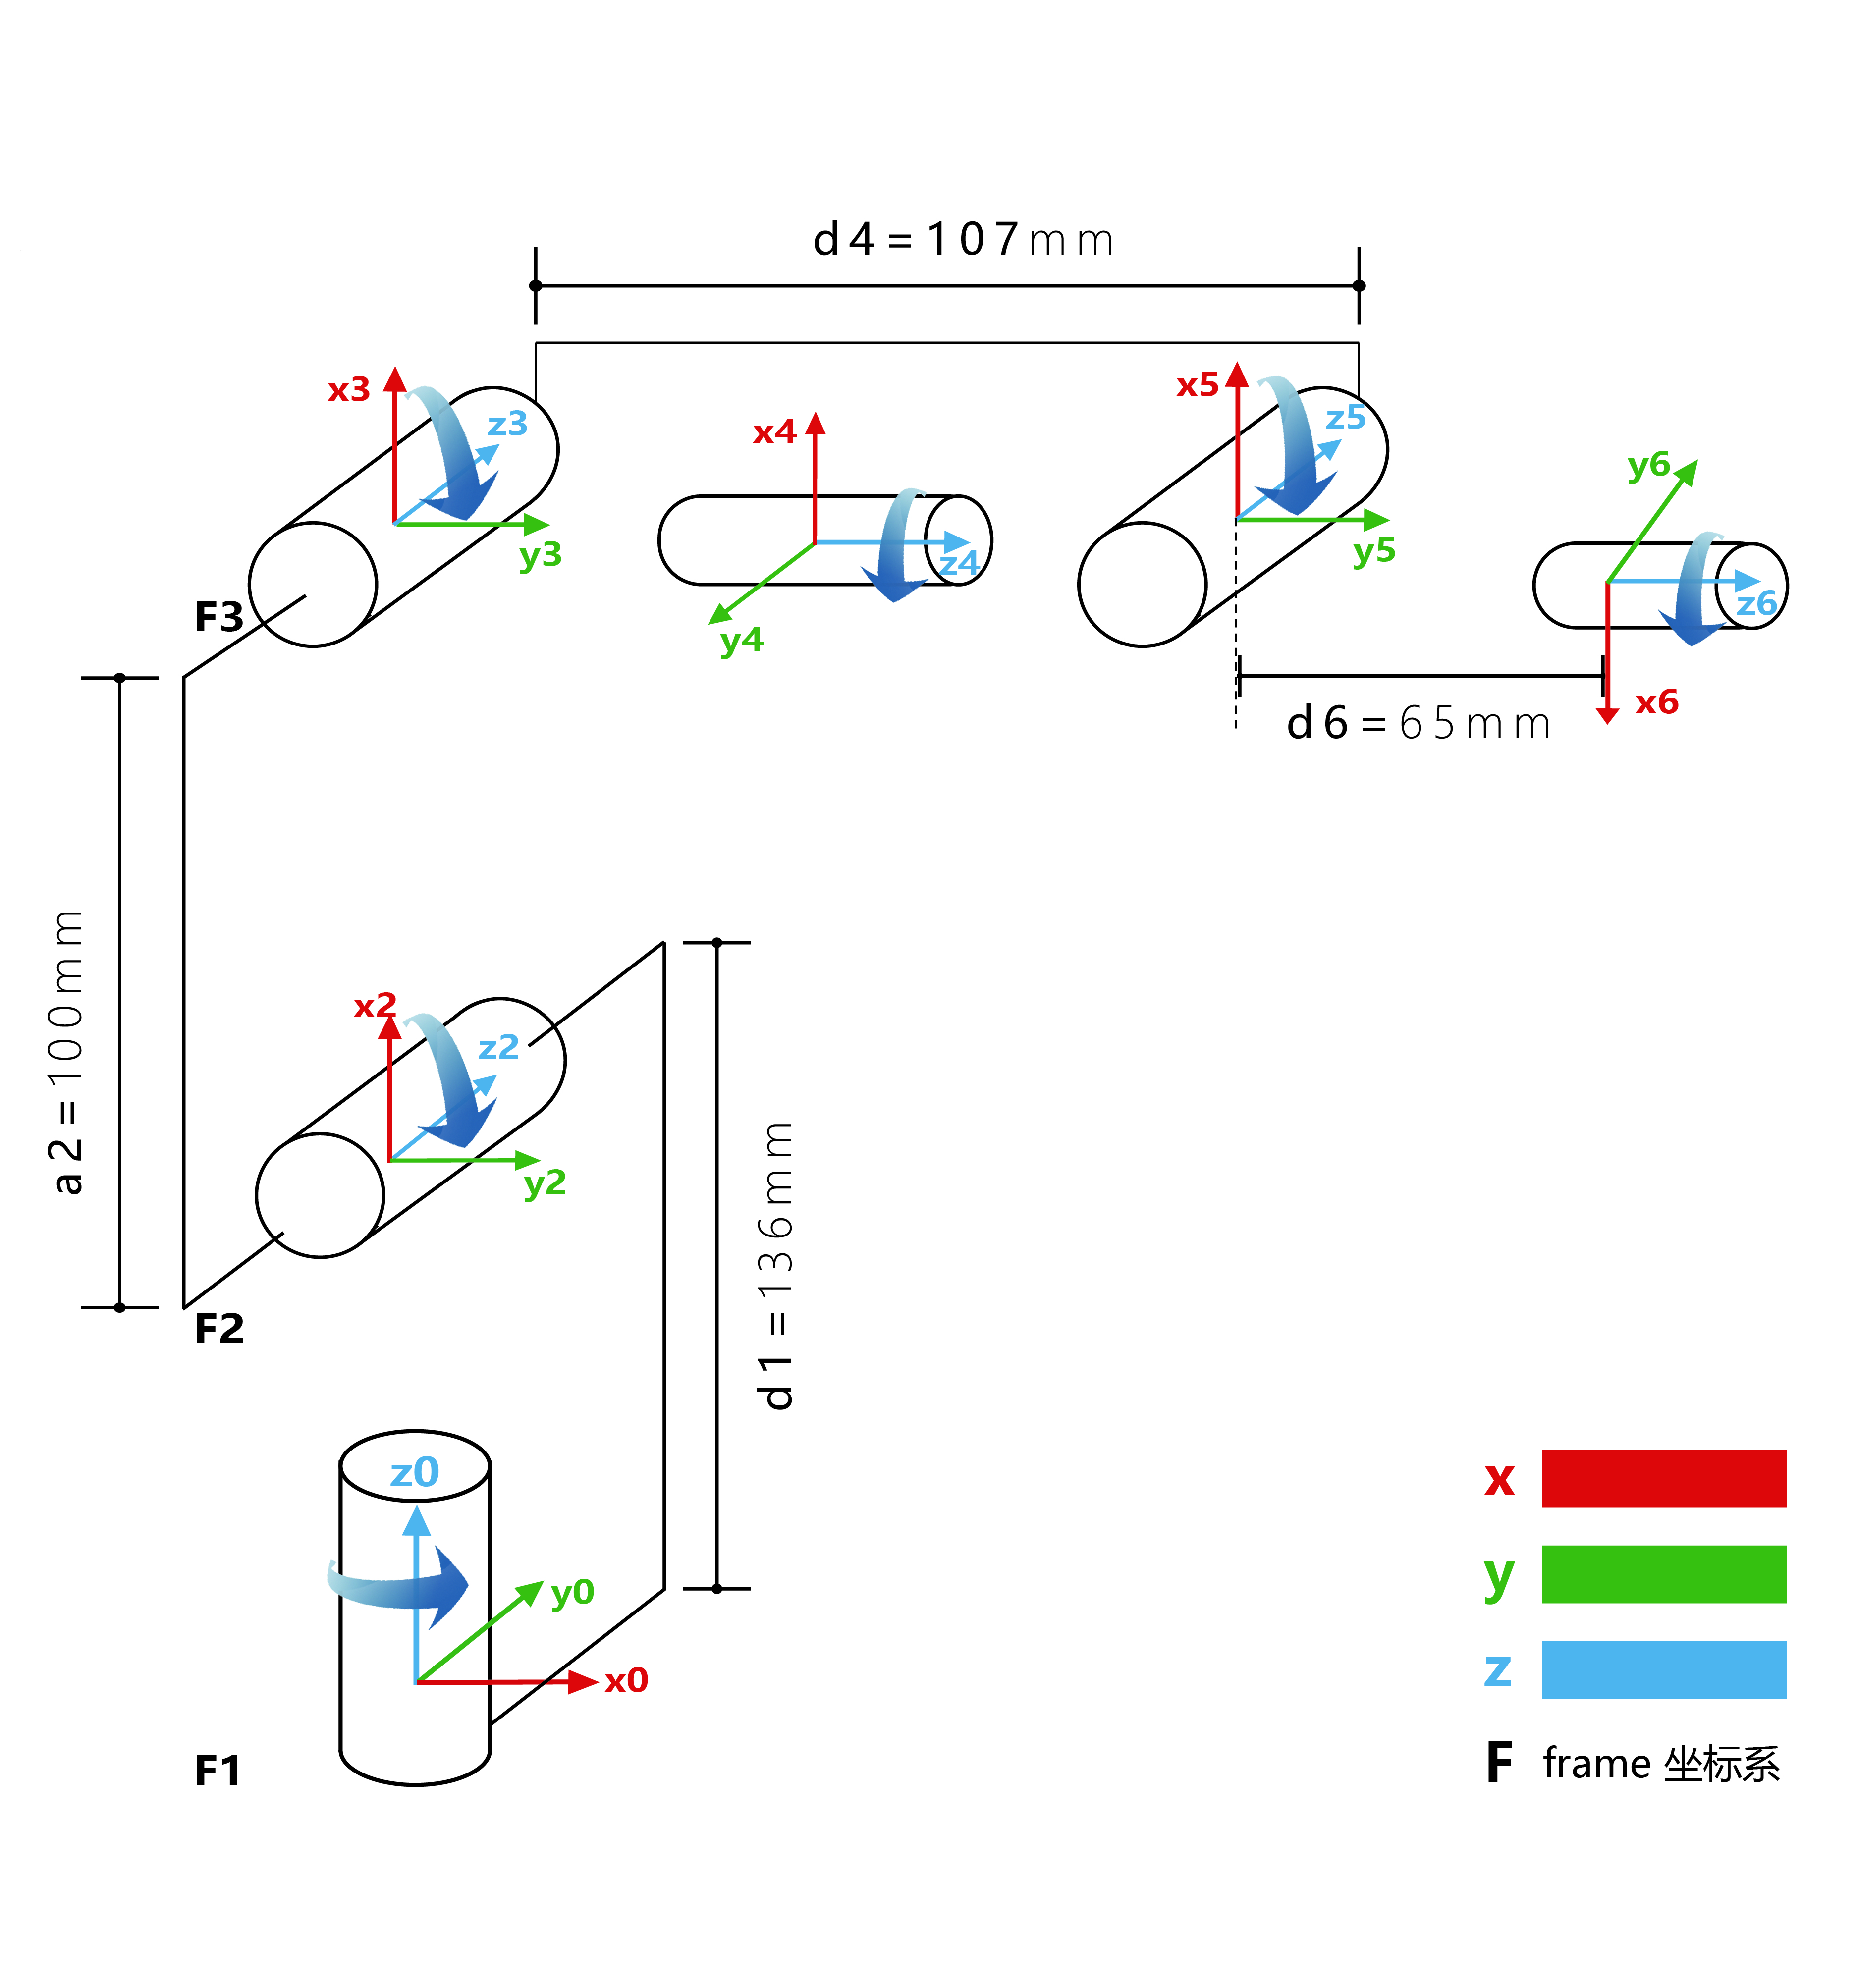 d4=107mm
x3
z3
y3
F3
x4
z4
y4
x5
z5
y5
y6
z6
x6
d6=65mm
a2=100mm
x2
z2
y2
F2
d1=136mm
z0
y0
x0
F1
x
y
z
F frame 坐标系